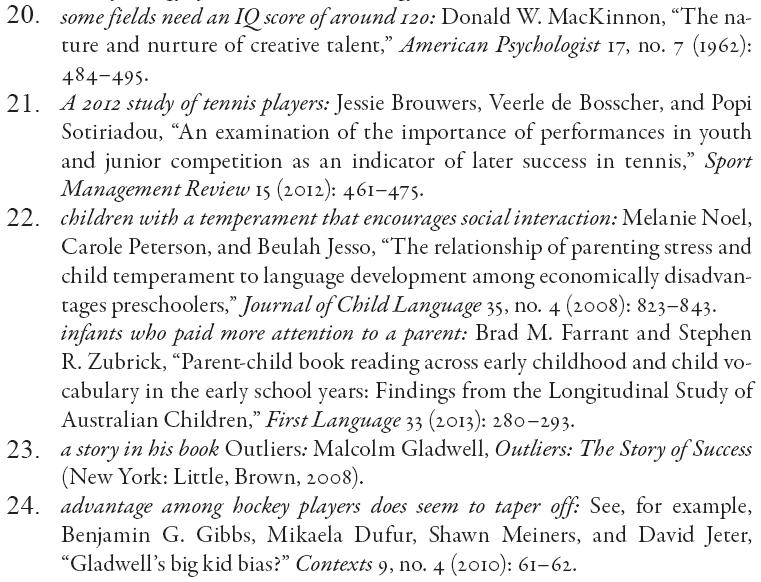 20. some fields need an IQ score of around 120: Donald W. MacKinnon, “The na-
ture and nurture of creative talent,” American Psychologist 17, no. 7 (1962):
484–495.
21. A 2012 study of tennis players: Jessie Brouwers, Veerle de Bosscher, and Popi
Sotiriadou, “An examination of the importance of performances in youth
and junior competition as an indicator of later success in tennis,” Sport
Management Review 15 (2012): 461–475.
22. children with a temperament that encourages social interaction: Melanie Noel,
Carole Peterson, and Beulah Jesso, “The relationship of parenting stress and
child temperament to language development among economically disadvan-
tages preschoolers,” Journal of Child Language 35, no. 4 (2008): 823–843.
infants who paid more attention to a parent: Brad M. Farrant and Stephen
R. Zubrick, “Parent-child book reading across early childhood and child vo-
cabulary in the early school years: Findings from the Longitudinal Study of
Australian Children,” First Language 33 (2013): 280–293.
23. a story in his book Outliers: Malcolm Gladwell, Outliers: The Story of Success
(New York: Little, Brown, 2008).
24. advantage among hockey players does seem to taper off: See, for example,
Benjamin G. Gibbs, Mikaela Dufur, Shawn Meiners, and David Jeter,
“Gladwell’s big kid bias?” Contexts 9, no. 4 (2010): 61–62.